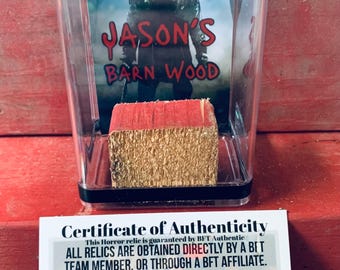 JASON'S
BARN WOOD
Certificate of Authenticity
This Horror relic is guaranteed by BFT Authentic
ALL RELICS ARE OBTAINED DIRECTLY BY A BFT
TEAM MEMBER, OR THROUGH A BFT AFFILIATE.